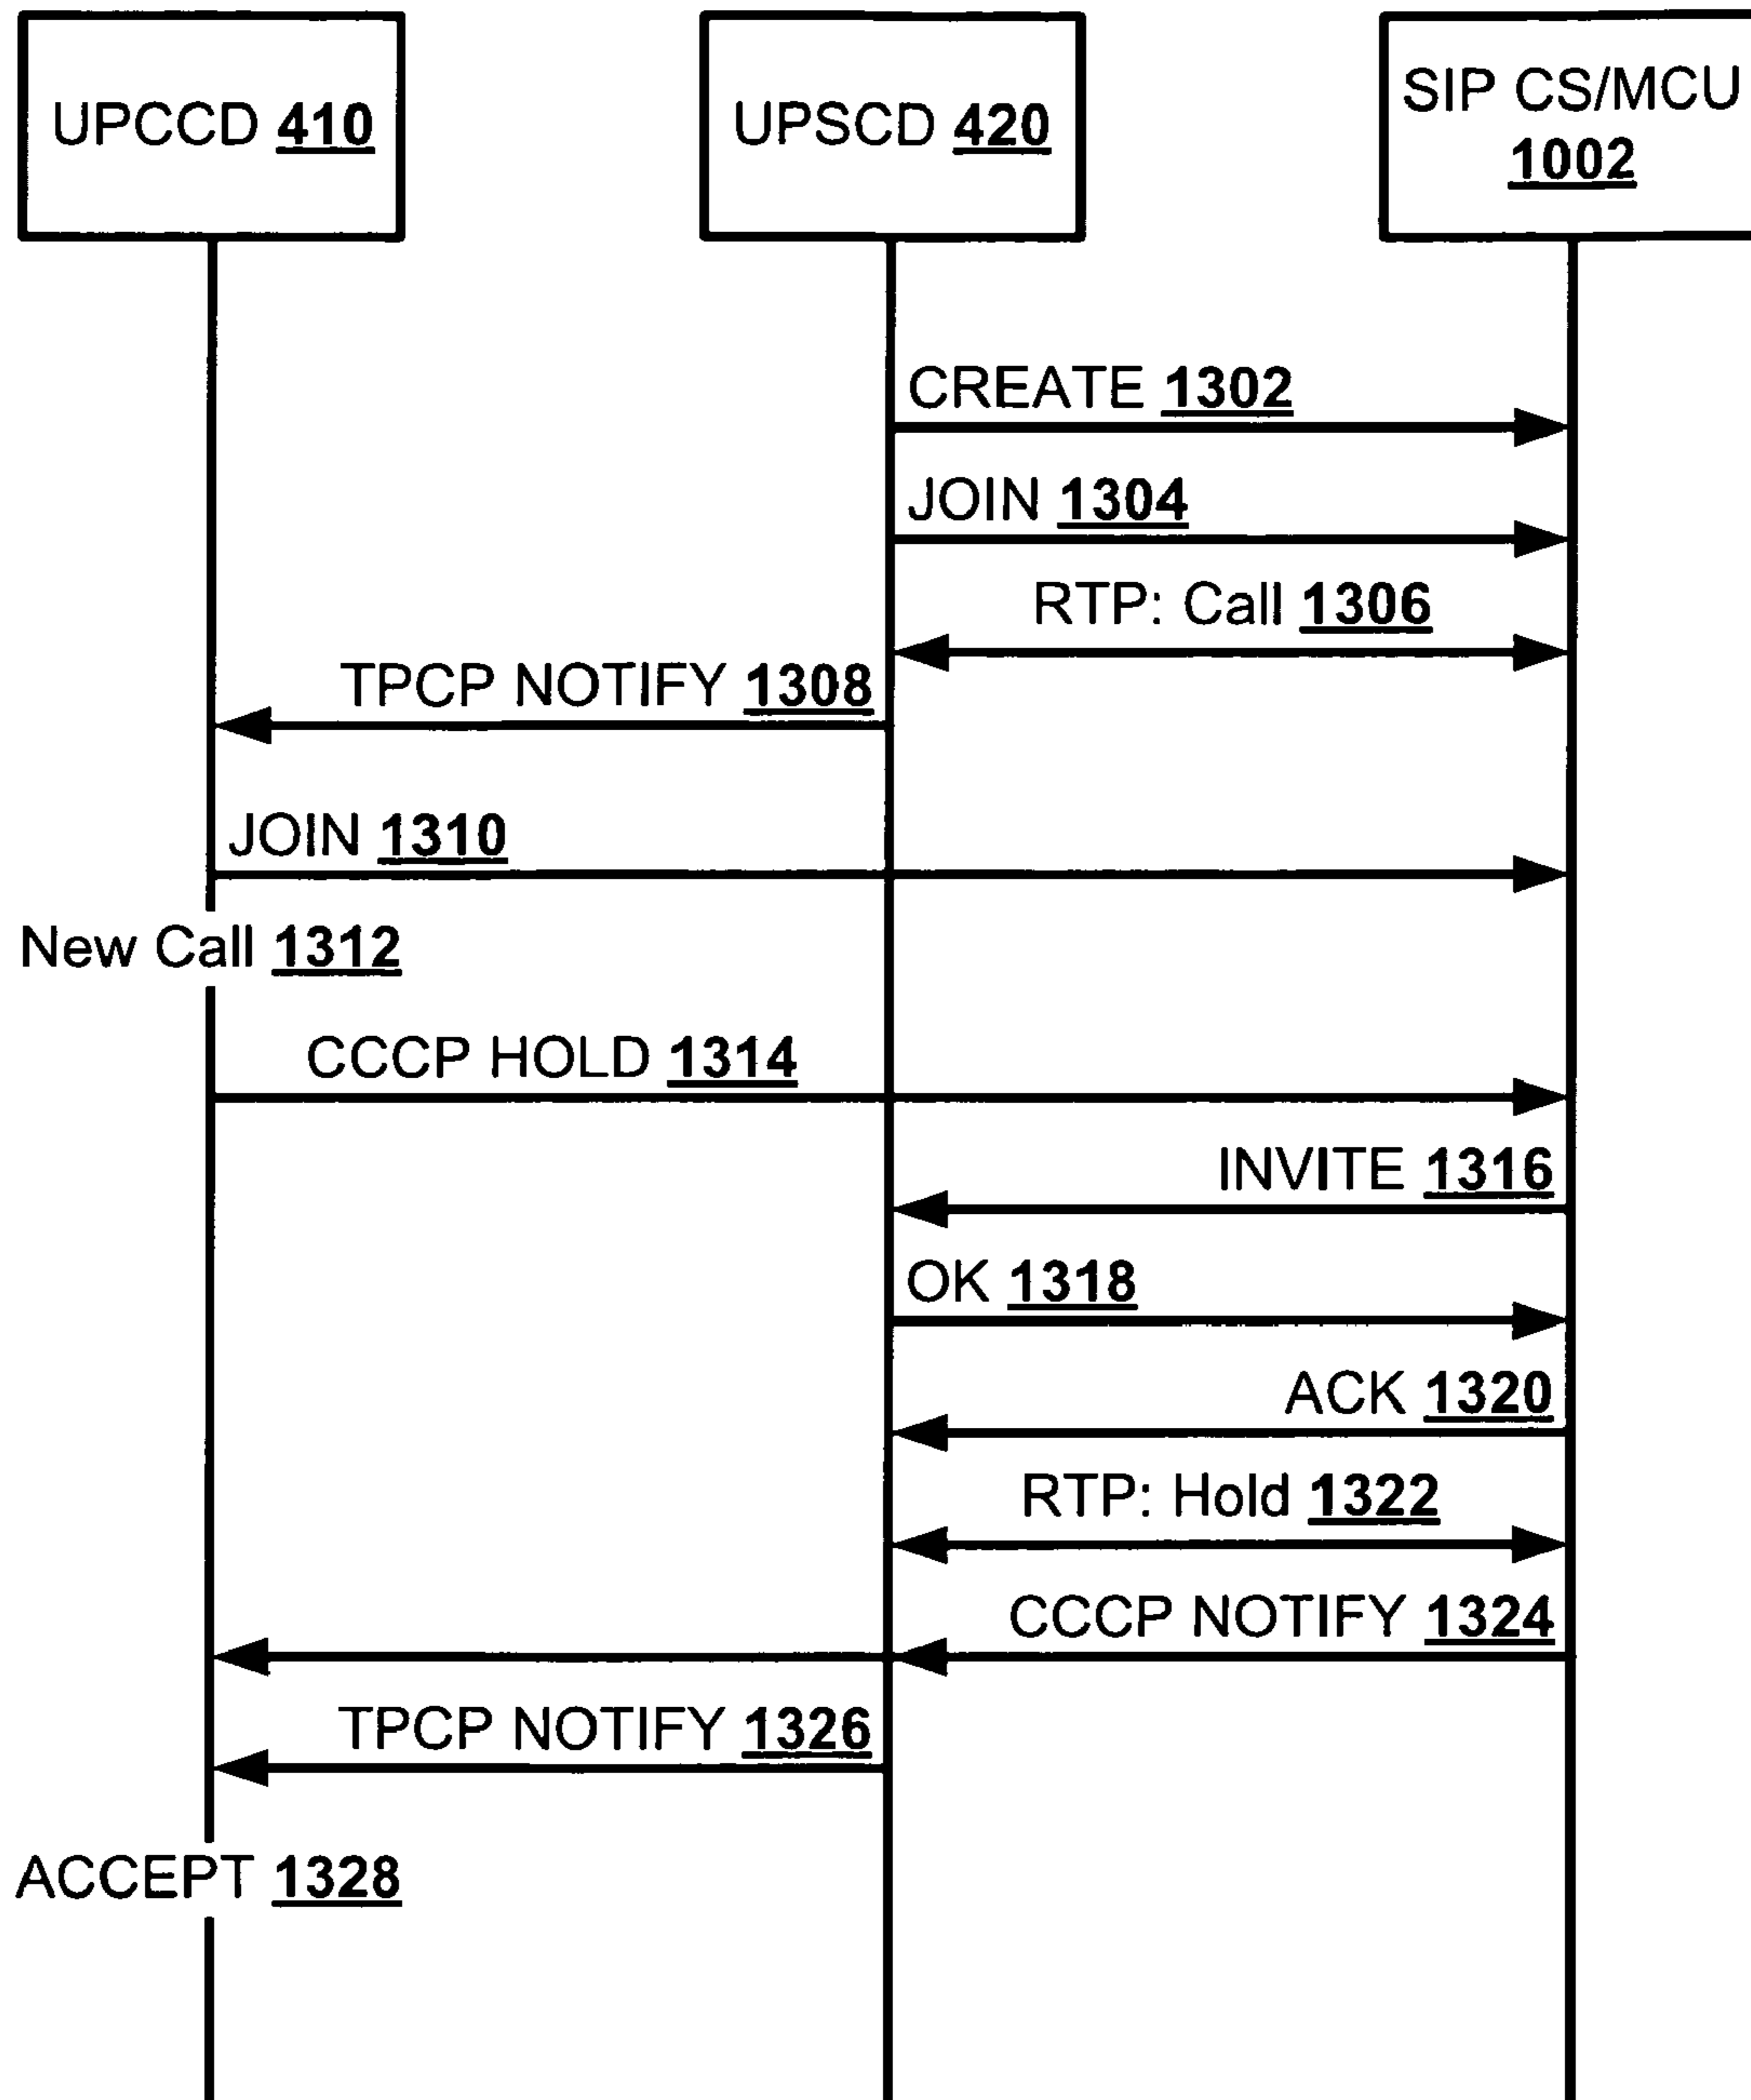 UPCCD 410
UPSCD 420
SIP CS/MCU
1002
CREATE 1302
JOIN 1304
RTP: Call 1306
TPCP NOTIFY 1308
JOIN 1310
New Call 1312
CCCP HOLD 1314
INVITE 1316
OK 1318
ACK 1320
RTP: Hold 1322
CCCP NOTIFY 1324
TPCP NOTIFY 1326
ACCEPT 1328